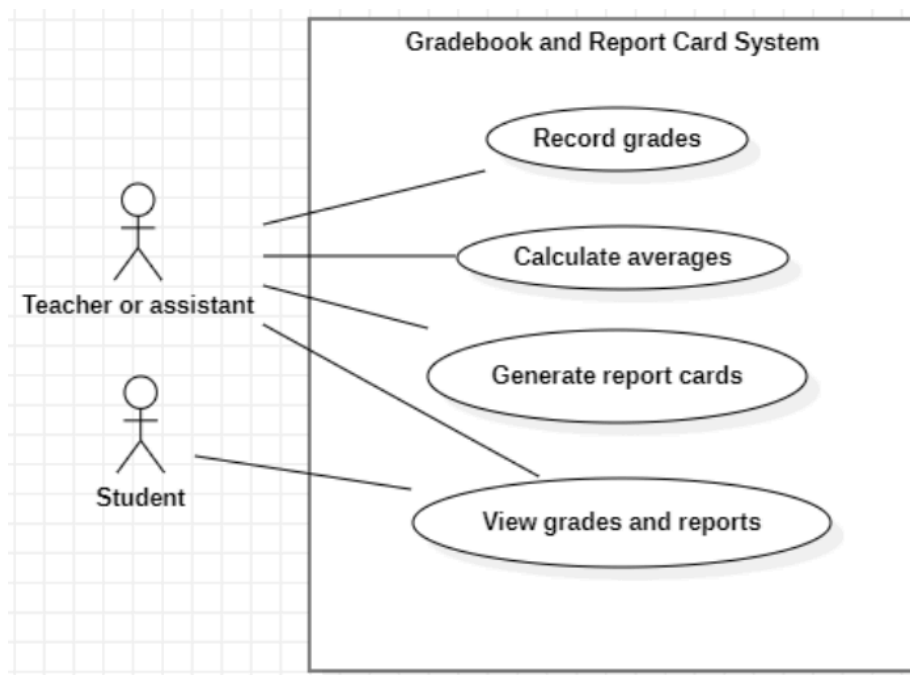 Gradebook and Report Card System
Record grades
Calculate averages
Teacher or assistant
Generate report cards
Student
View grades and reports